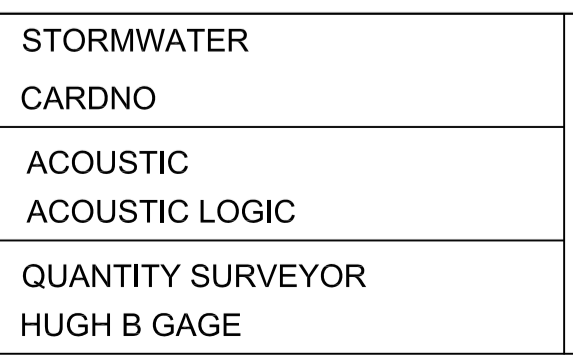 STORMWATER
CARDNO
ACOUSTIC
ACOUSTIC LOGIC
QUANTITY SURVEYOR
HUGH B GAGE